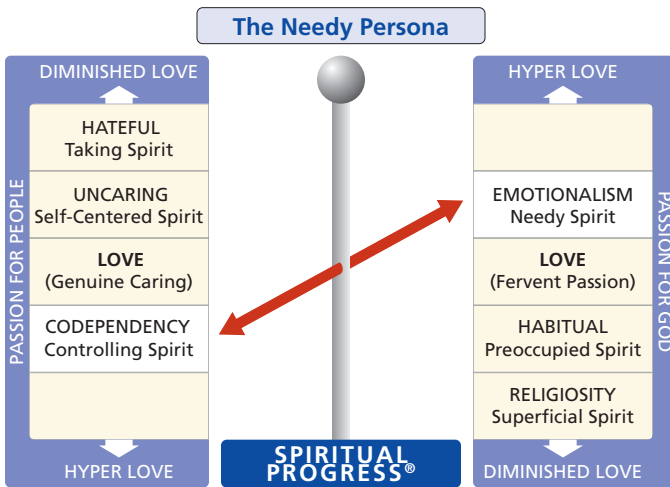 The Needy Persona
PASSION FOR PEOPLE
DIMINISHED LOVE
HATEFUL
Taking Spirit
UNCARING
Self-Centered Spirit
LOVE
(Genuine Caring)
CODEPENDENCY
Controlling Spirit
HYPER LOVE
SPIRITUAL
PROGRESS®
HYPER LOVE
EMOTIONALISM
Needy Spirit
LOVE
(Fervent Passion)
HABITUAL
Preoccupied Spirit
RELIGIOSITY
Superficial Spirit
DIMINISHED LOVE
PASSION FOR GOD